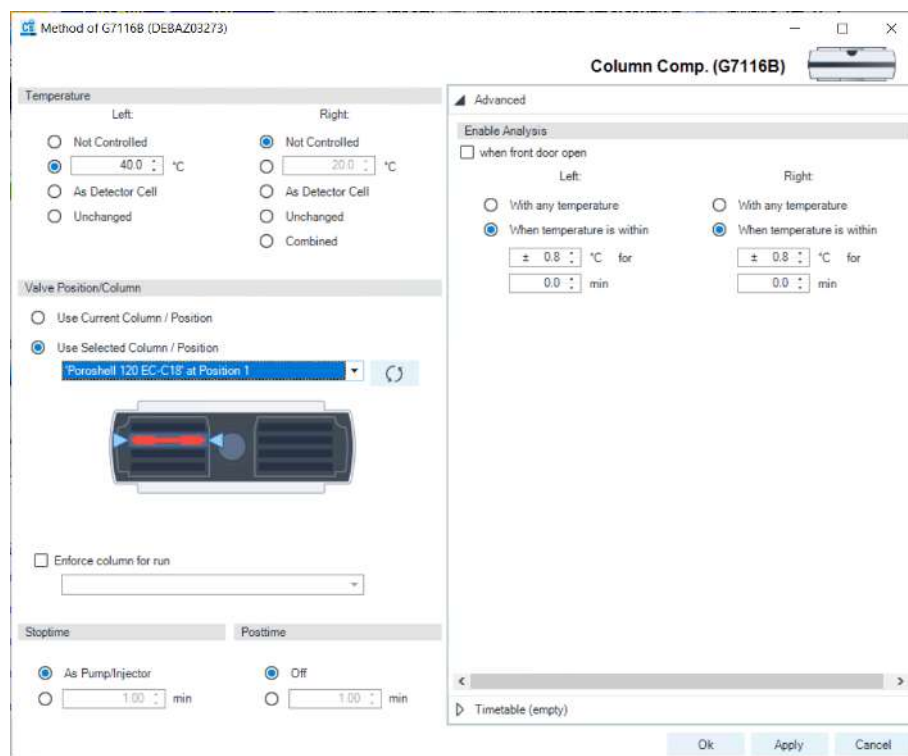 CE Method of G7116B (DEBAZ03273)
Column Comp. (G7116B)
Temperature
Left: Right:
Not Controlled Not Controlled
40.0 °C 20.0 °C
As Detector Cell As Detector Cell
Unchanged Unchanged
Combined
Valve Position/Column
Use Current Column / Position
Use Selected Column / Position
'Poroshell 120 EC-C18' at Position 1
Enforce column for run
Stoptime Posttime
As Pump/Injector Off
1.00 min 1.00 min
Advanced
Enable Analysis
when front door open
Left: Right:
With any temperature With any temperature
When temperature is within When temperature is within
± 0.8 °C for ± 0.8 °C for
0.0 min 0.0 min
Timetable (empty)
Ok Apply Cancel